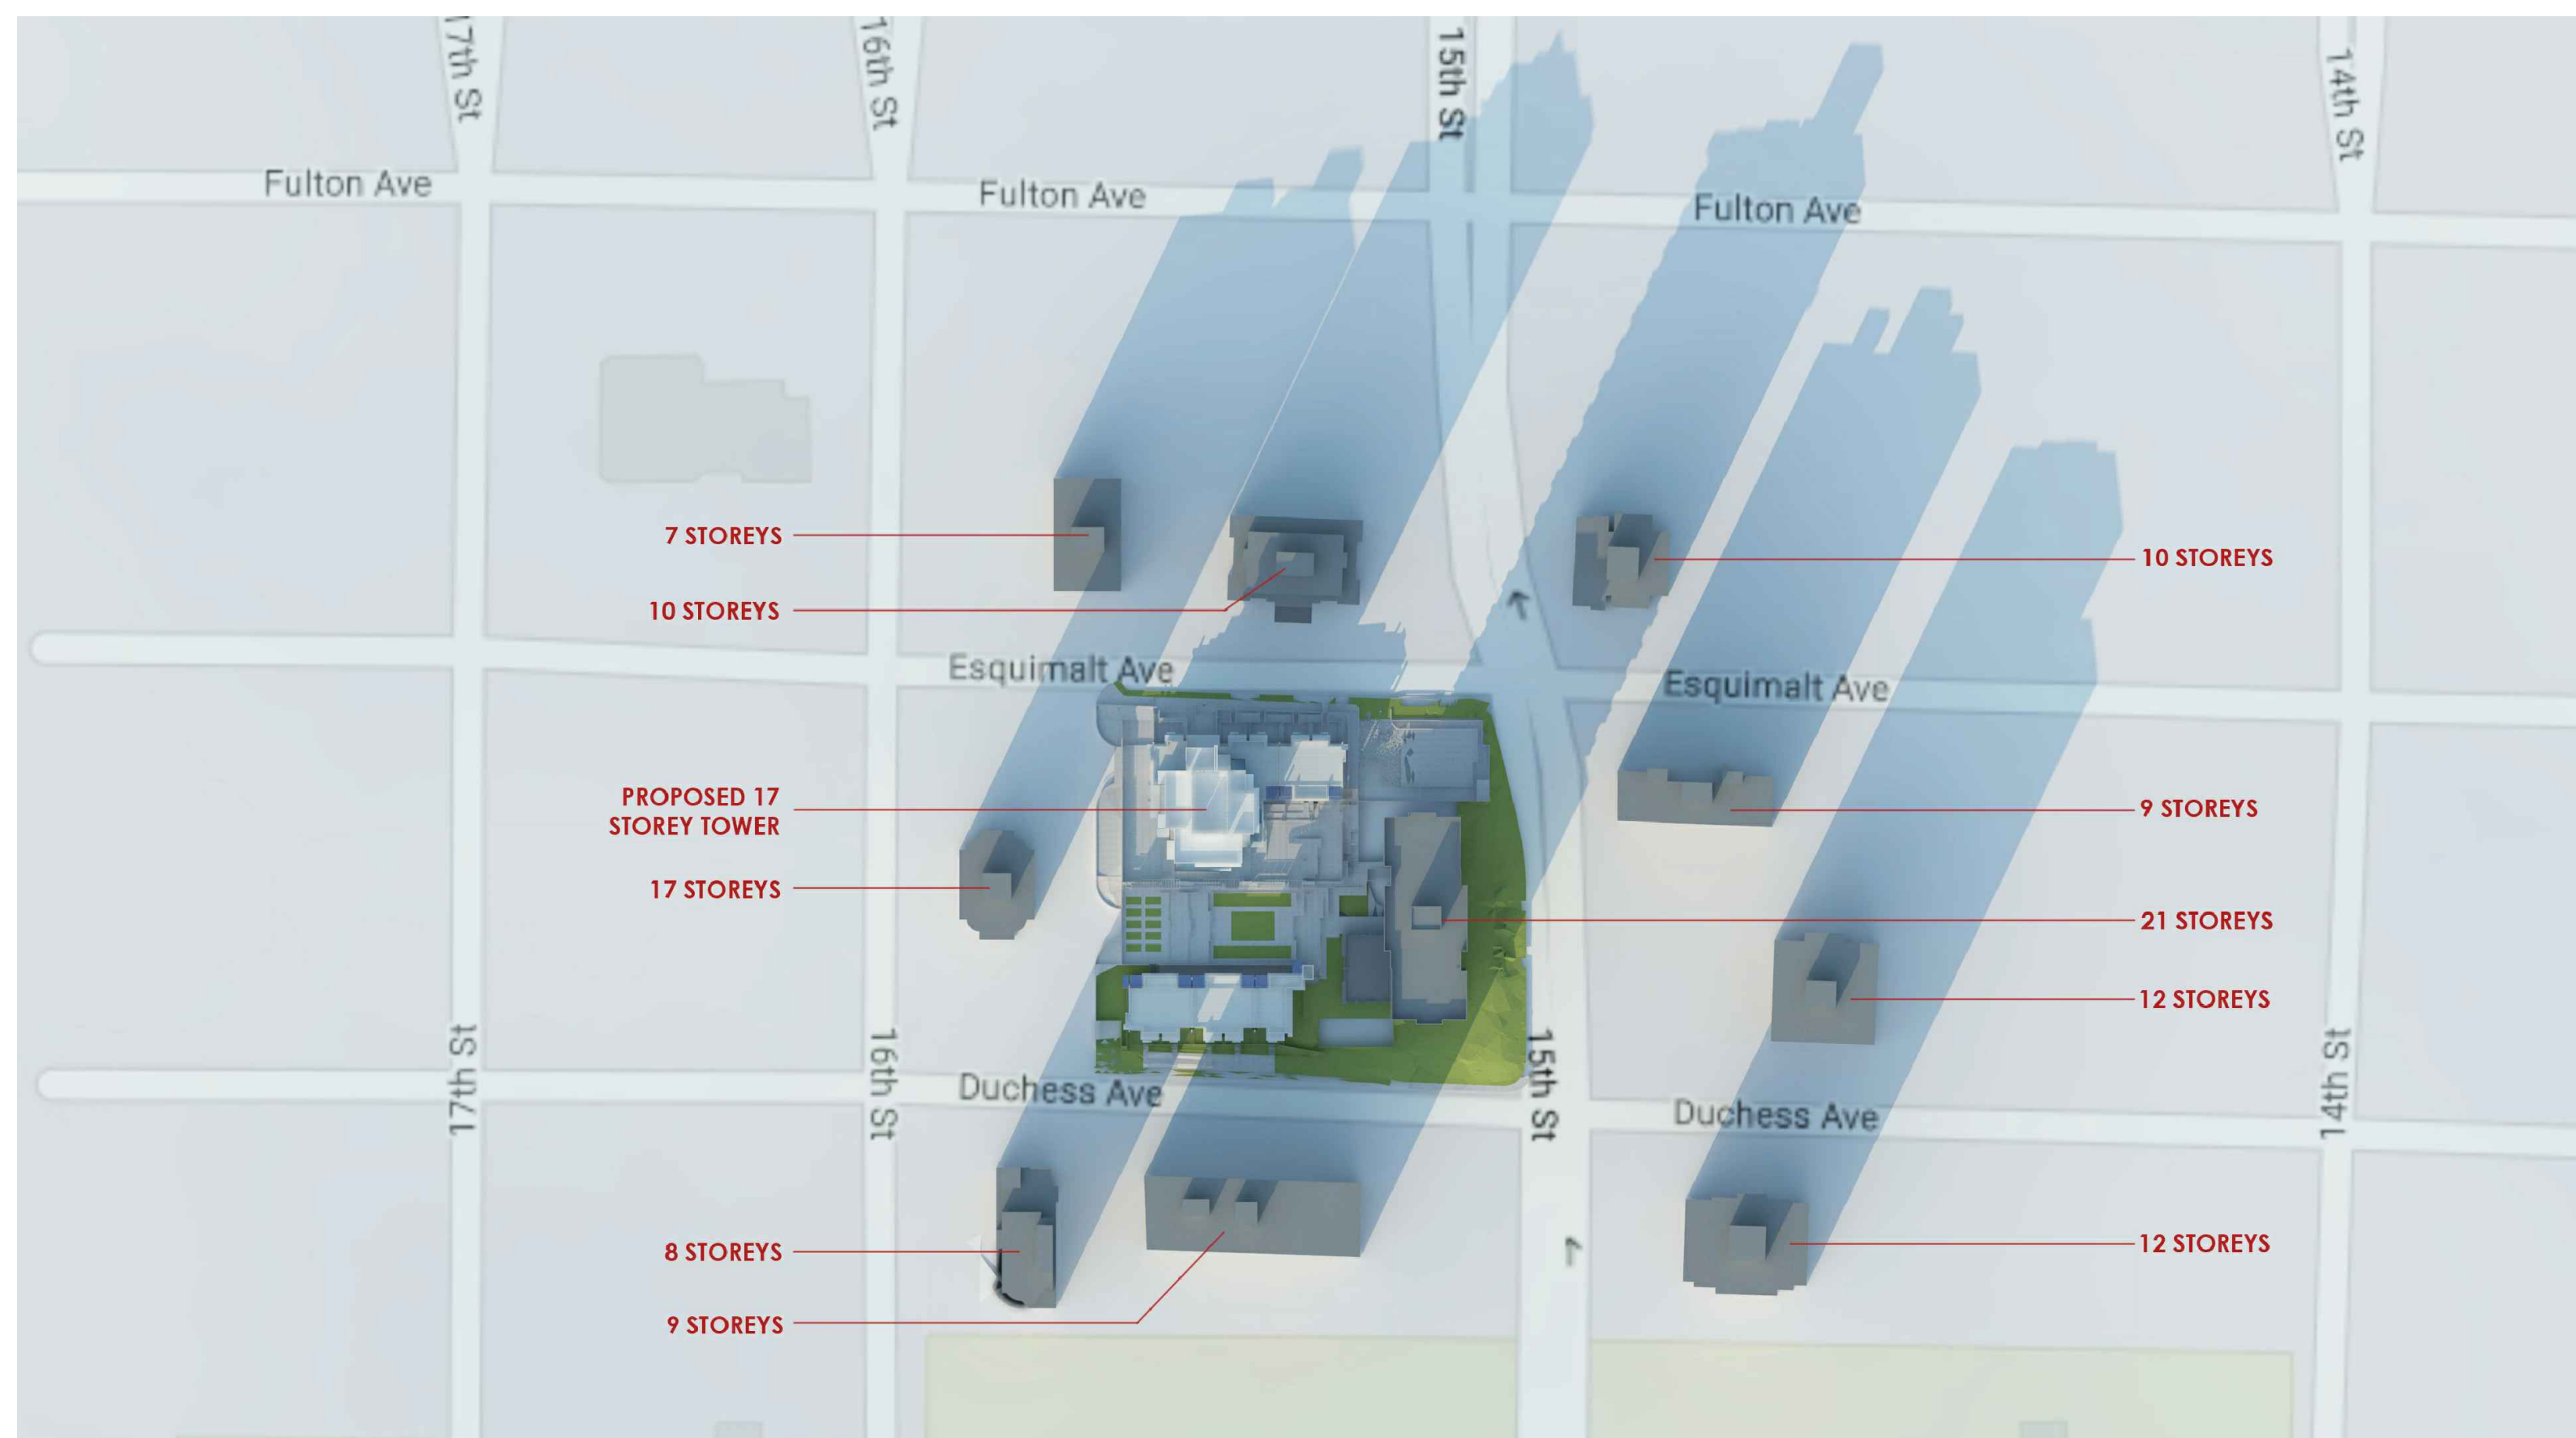 17th St
16th St
15th St
14th St
Fulton Ave
Fulton Ave
Fulton Ave
7 STOREYS
10 STOREYS
10 STOREYS
Esquimalt Ave
Esquimalt Ave
PROPOSED 17
STOREY TOWER
9 STOREYS
17 STOREYS
21 STOREYS
12 STOREYS
17th St
16th St
15th St
14th St
Duchess Ave
Duchess Ave
8 STOREYS
12 STOREYS
9 STOREYS